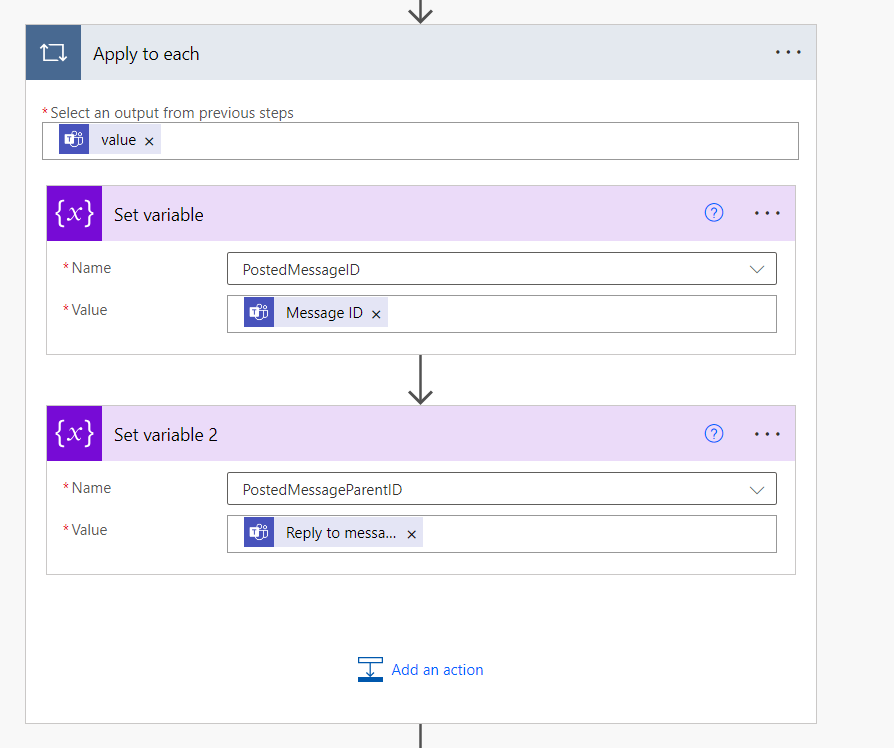 Apply to each
* Select an output from previous steps
value ×
{x} Set variable
* Name PostedMessageID
* Value Message ID ×
{x} Set variable 2
* Name PostedMessageParentID
* Value Reply to messa... ×
Add an action